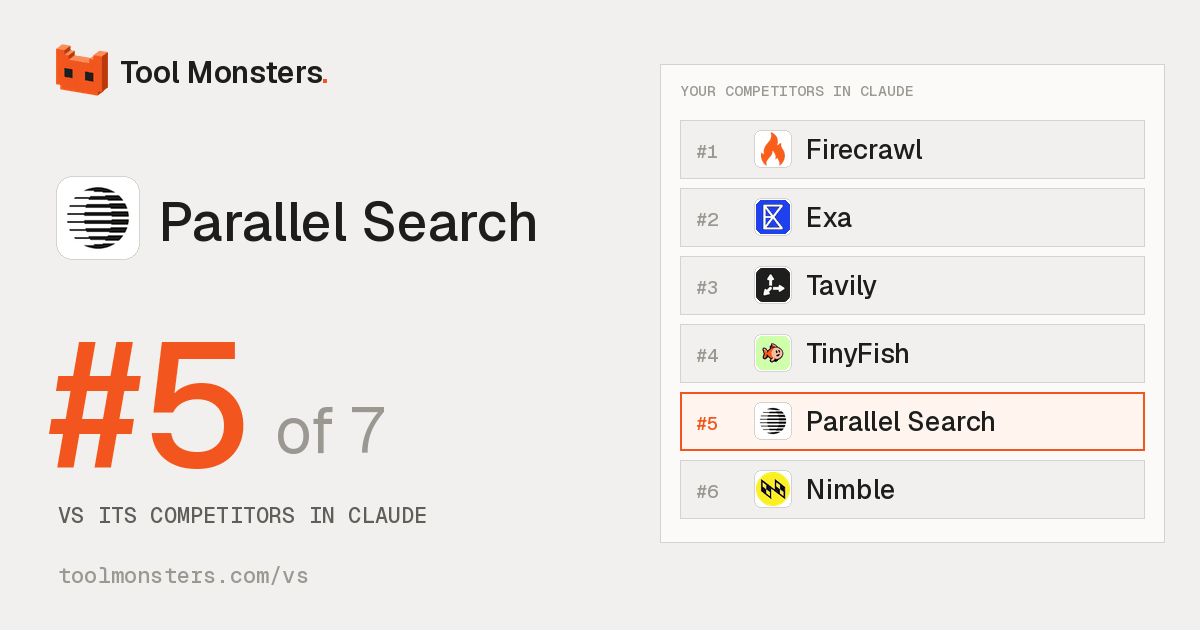 Tool Monsters.
Parallel Search
#5 of 7
VS ITS COMPETITORS IN CLAUDE
toolmonsters.com/vs
YOUR COMPETITORS IN CLAUDE
#1 Firecrawl
#2 Exa
#3 Tavily
#4 TinyFish
#5 Parallel Search
#6 Nimble